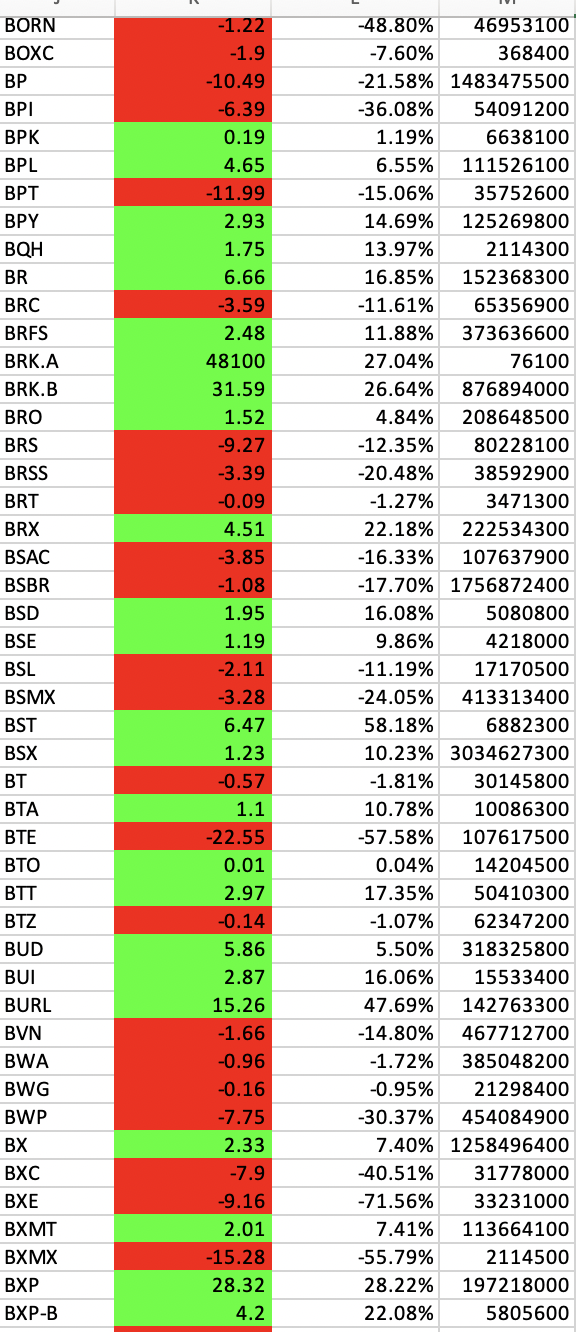 BORN -1.22 -48.80% 46953100
BOXC -1.9 -7.60% 368400
BP -10.49 -21.58% 1483475500
BPI -6.39 -36.08% 54091200
BPK 0.19 1.19% 6638100
BPL 4.65 6.55% 111526100
BPT -11.99 -15.06% 35752600
BPY 2.93 14.69% 125269800
BQH 1.75 13.97% 2114300
BR 6.66 16.85% 152368300
BRC -3.59 -11.61% 65356900
BRFS 2.48 11.88% 373636600
BRK.A 48100 27.04% 76100
BRK.B 31.59 26.64% 876894000
BRO 1.52 4.84% 208648500
BRS -9.27 -12.35% 80228100
BRSS -3.39 -20.48% 38592900
BRT -0.09 -1.27% 3471300
BRX 4.51 22.18% 222534300
BSAC -3.85 -16.33% 107637900
BSBR -1.08 -17.70% 1756872400
BSD 1.95 16.08% 5080800
BSE 1.19 9.86% 4218000
BSL -2.11 -11.19% 17170500
BSMX -3.28 -24.05% 413313400
BST 6.47 58.18% 6882300
BSX 1.23 10.23% 3034627300
BT -0.57 -1.81% 30145800
BTA 1.1 10.78% 10086300
BTE -22.55 -57.58% 107617500
BTO 0.01 0.04% 14204500
BTT 2.97 17.35% 50410300
BTZ -0.14 -1.07% 62347200
BUD 5.86 5.50% 318325800
BUI 2.87 16.06% 15533400
BURL 15.26 47.69% 142763300
BVN -1.66 -14.80% 467712700
BWA -0.96 -1.72% 385048200
BWG -0.16 -0.95% 21298400
BWP -7.75 -30.37% 454084900
BX 2.33 7.40% 1258496400
BXC -7.9 -40.51% 31778000
BXE -9.16 -71.56% 33231000
BXMT 2.01 7.41% 113664100
BXMX -15.28 -55.79% 2114500
BXP 28.32 28.22% 197218000
BXP-B 4.2 22.08% 5805600